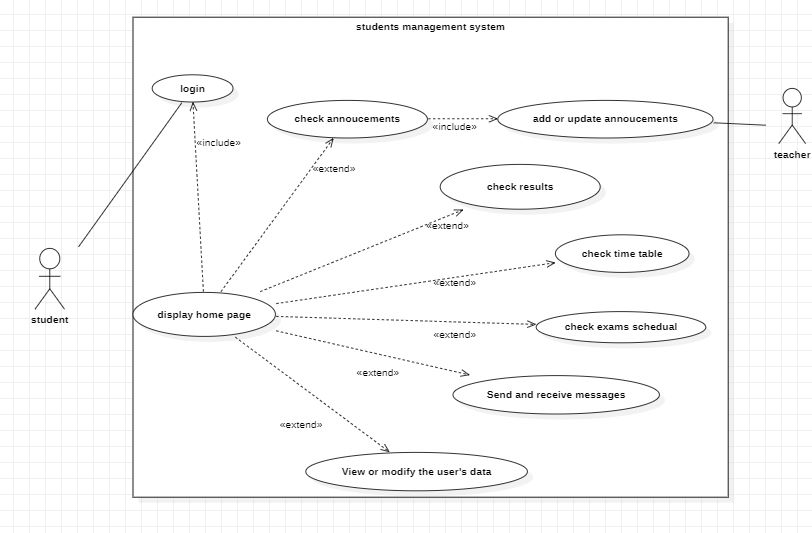 students management system
login
check annoucements
«include»
add or update annoucements
teacher
«include»
«extend»
check results
«extend»
check time table
«extend»
student
display home page
check exams schedual
«extend»
«extend»
Send and receive messages
«extend»
View or modify the user's data